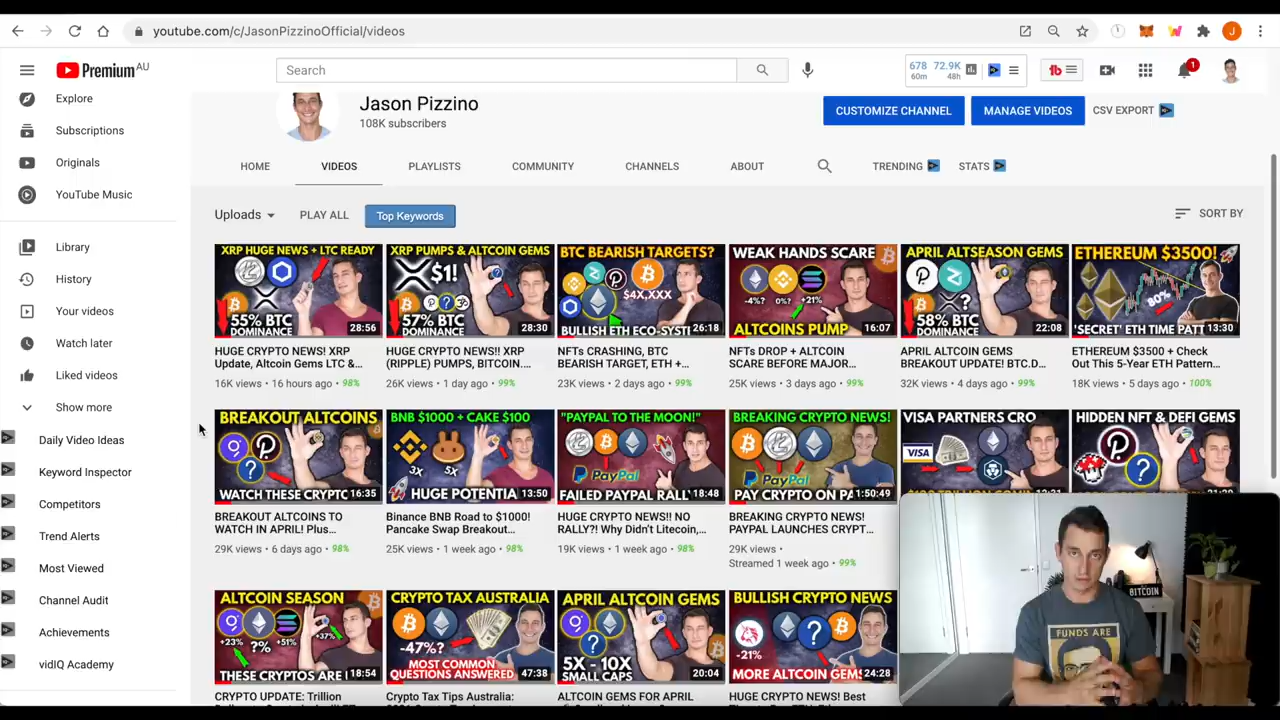 youtube.com/c/JasonPizzinoOfficial/videos
J
Premium AU
Search
678 72.9K
60m 48h
tb
1
Explore
Subscriptions
Originals
YouTube Music
Library
History
Your videos
Watch later
Liked videos
Show more
Daily Video Ideas
Keyword Inspector
Competitors
Trend Alerts
Most Viewed
Channel Audit
Achievements
vidIQ Academy
Jason Pizzino
108K subscribers
CUSTOMIZE CHANNEL
MANAGE VIDEOS
CSV EXPORT
HOME
VIDEOS
PLAYLISTS
COMMUNITY
CHANNELS
ABOUT
TRENDING
STATS
Uploads
PLAY ALL
Top Keywords
SORT BY
XRP HUGE NEWS + LTC READY
55% BTC
DOMINANCE
28:56
HUGE CRYPTO NEWS! XRP
Update, Altcoin Gems LTC &...
16K views • 16 hours ago • 98%
XRP PUMPS & ALTCOIN GEMS
$1!
57% BTC
DOMINANCE
28:30
HUGE CRYPTO NEWS!! XRP
(RIPPLE) PUMPS, BITCOIN....
26K views • 1 day ago • 99%
BTC BEARISH TARGETS?
$4X,XXX
BULLISH ETH ECO-SYSTE
26:18
NFTs CRASHING, BTC
BEARISH TARGET, ETH +...
23K views • 2 days ago • 99%
WEAK HANDS SCARE
-4%? 0%? +21%
ALTCOINS PUMP
16:07
NFTs DROP + ALTCOIN
SCARE BEFORE MAJOR...
25K views • 3 days ago • 99%
APRIL ALTSEASON GEMS
X?
58% BTC
DOMINANCE
22:08
APRIL ALTCOIN GEMS
BREAKOUT UPDATE! BTC.D...
32K views • 4 days ago • 99%
ETHEREUM $3500!
80%
'SECRET' ETH TIME PATT
13:30
ETHEREUM $3500 + Check
Out This 5-Year ETH Pattern...
18K views • 5 days ago • 100%
BREAKOUT ALTCOINS
?
WATCH THESE CRYPTO
16:35
BREAKOUT ALTCOINS TO
WATCH IN APRIL! Plus...
29K views • 6 days ago • 98%
BNB $1000 + CAKE $100
3X 5X
HUGE POTENTIA
13:50
Binance BNB Road to $1000!
Pancake Swap Breakout...
25K views • 1 week ago • 98%
"PAYPAL TO THE MOON!"
PayPal
FAILED PAYPAL RALL
18:48
HUGE CRYPTO NEWS!! NO
RALLY?! Why Didn't Litecoin,...
19K views • 1 week ago • 98%
BREAKING CRYPTO NEWS!
PayPal
PAY CRYPTO ON PA
1:50:49
BREAKING CRYPTO NEWS!
PAYPAL LAUNCHES CRYPT...
29K views •
Streamed 1 week ago • 99%
VISA PARTNERS CRO
VISA
HIDDEN NFT & DEFI GEMS
?
ALTCOIN SEASON
+23% ?% +51% +37%
THESE CRYPTOS ARE
18:54
CRYPTO UPDATE: Trillion
CRYPTO TAX AUSTRALIA
-47%?
MOST COMMON
QUESTIONS ANSWERED
47:38
Crypto Tax Tips Australia:
APRIL ALTCOIN GEMS
?
5X - 10X
SMALL CAPS
20:04
ALTCOIN GEMS FOR APRIL
BULLISH CRYPTO NEWS
-21%
?
MORE ALTCOIN GEMS
24:28
HUGE CRYPTO NEWS! Best
BITCOIN
FUNDS ARE